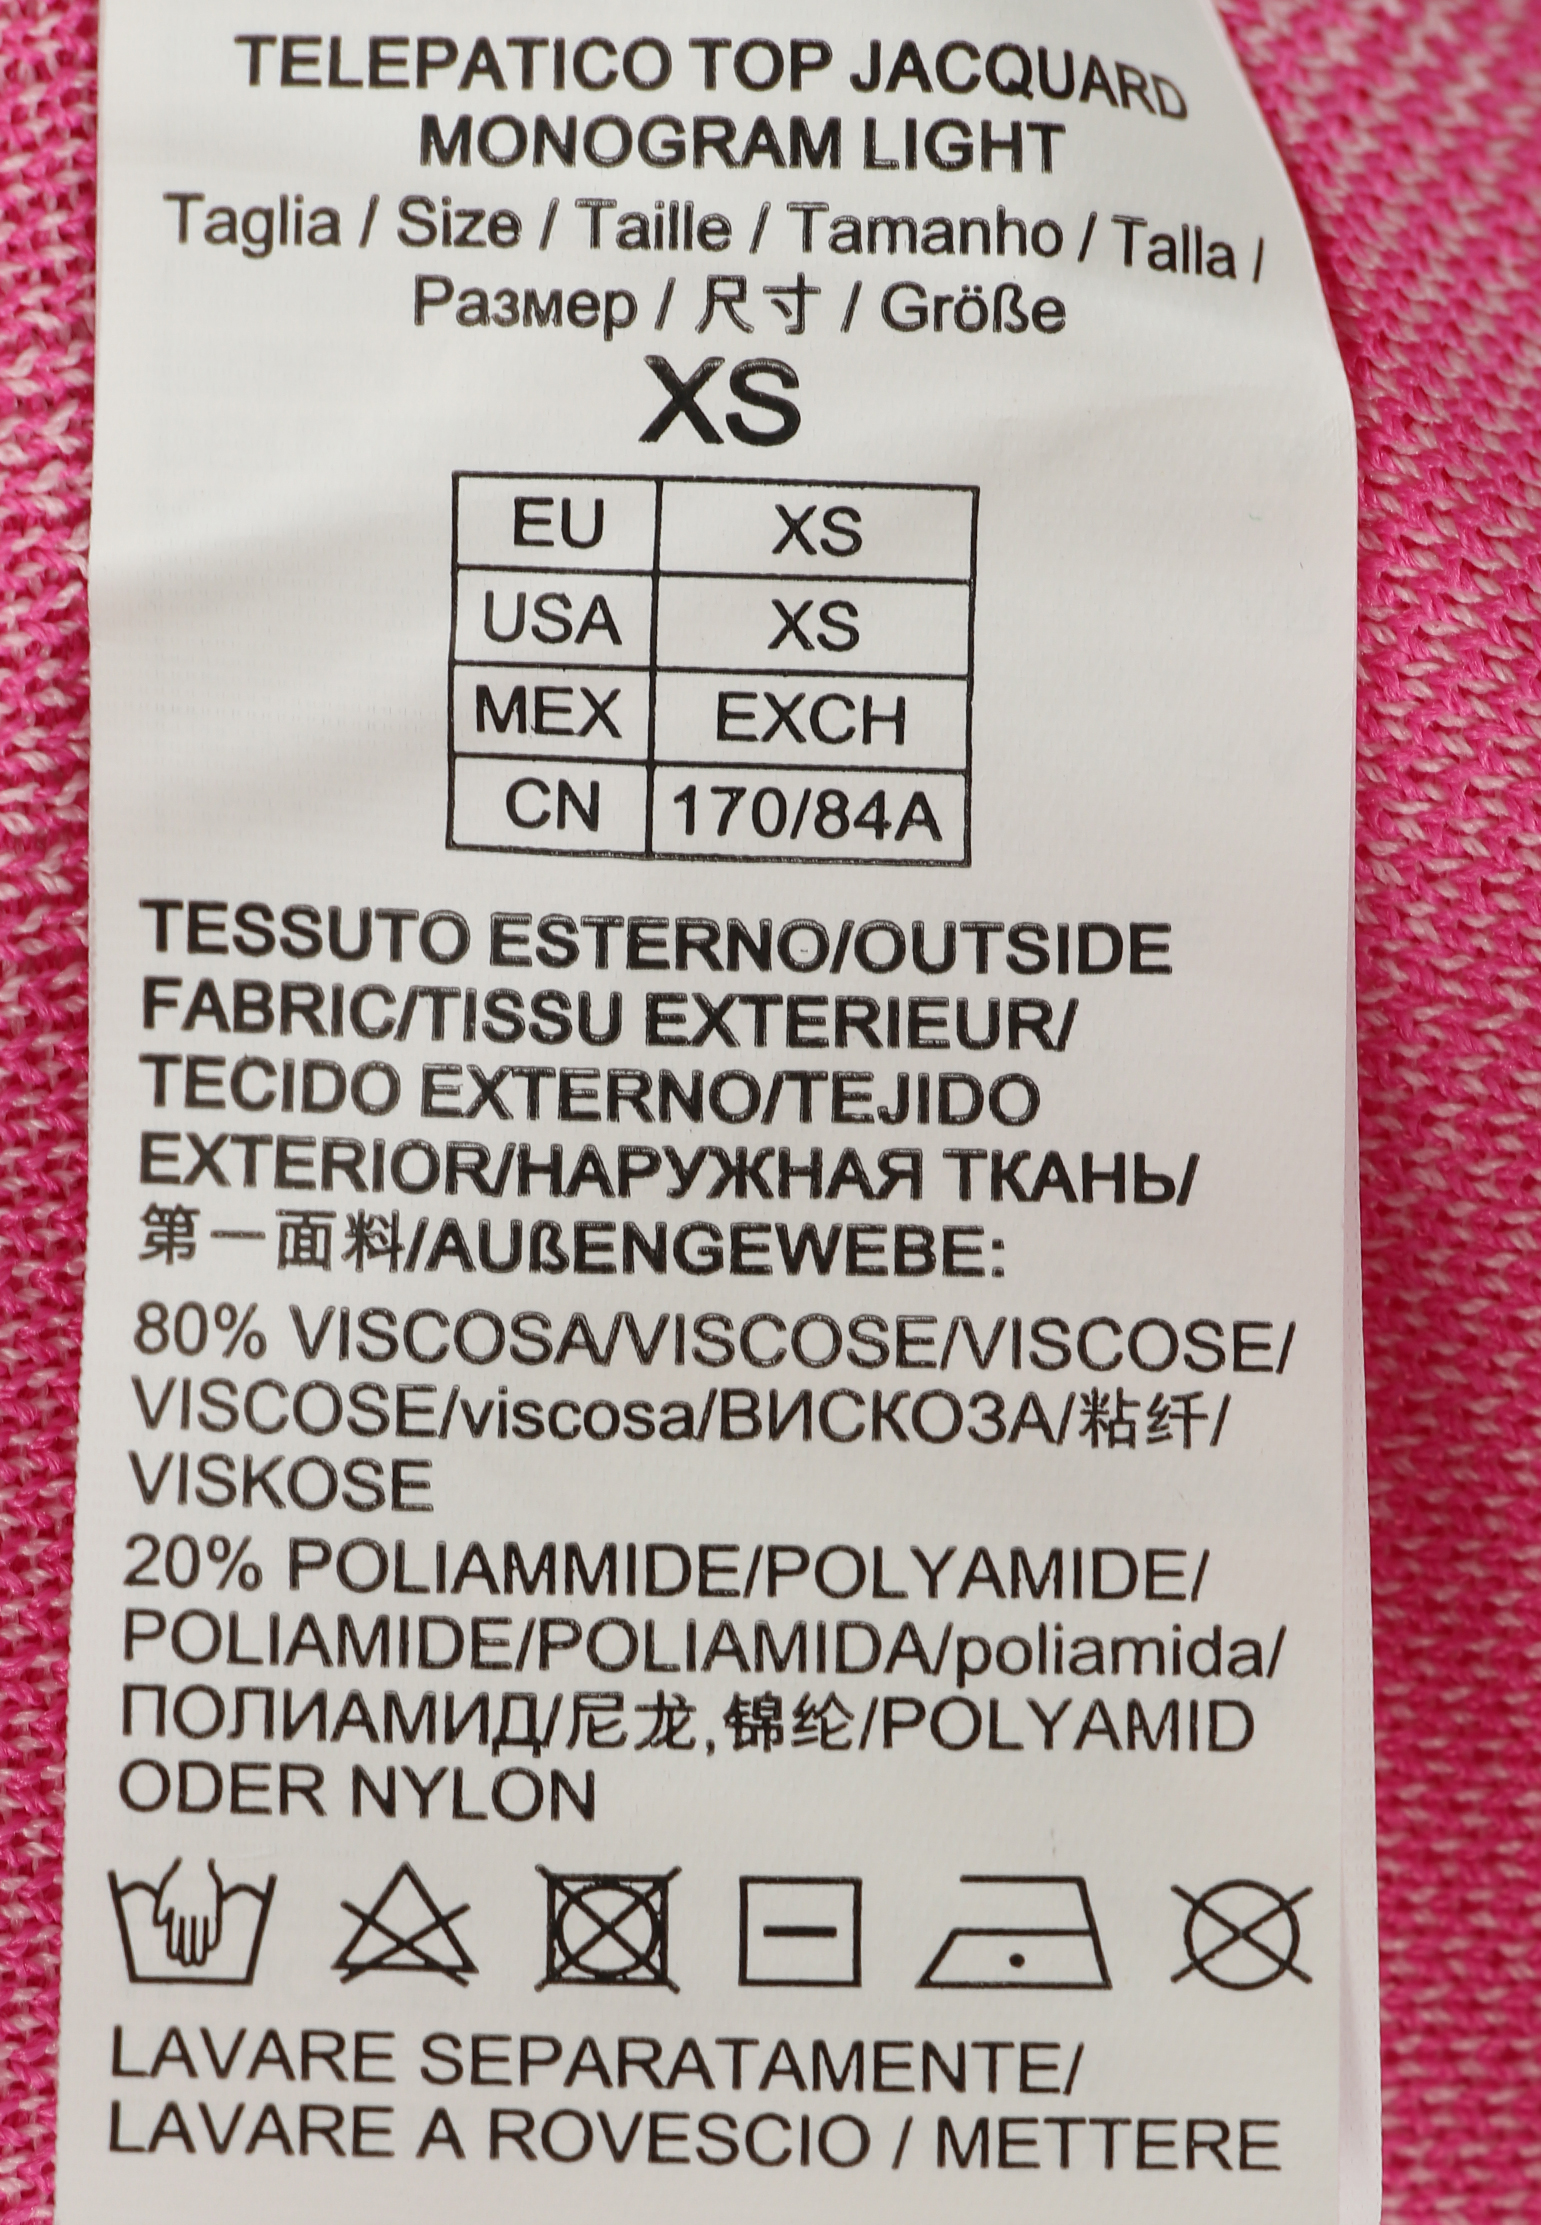 TELEPATICO TOP JACQUARD
MONOGRAM LIGHT
Taglia / Size / Taille / Tamanho / Talla /
Размер / 尺寸 / Größe
XS
EU XS
USA XS
MEX EXCH
CN 170/84A
TESSUTO ESTERNO/OUTSIDE
FABRIC/TISSU EXTERIEUR/
TECIDO EXTERNO/TEJIDO
EXTERIOR/НАРУЖНАЯ ТКАНЬ/
第一面料/AUßENGEWEBE:
80% VISCOSA/VISCOSE/VISCOSE/
VISCOSE/viscosa/ВИСКОЗА/粘纤/
VISKOSE
20% POLIAMMIDE/POLYAMIDE/
POLIAMIDE/POLIAMIDA/poliamida/
ПОЛИАМИД/尼龙,锦纶/POLYAMID
ODER NYLON
LAVARE SEPARATAMENTE/
LAVARE A ROVESCIO / METTERE